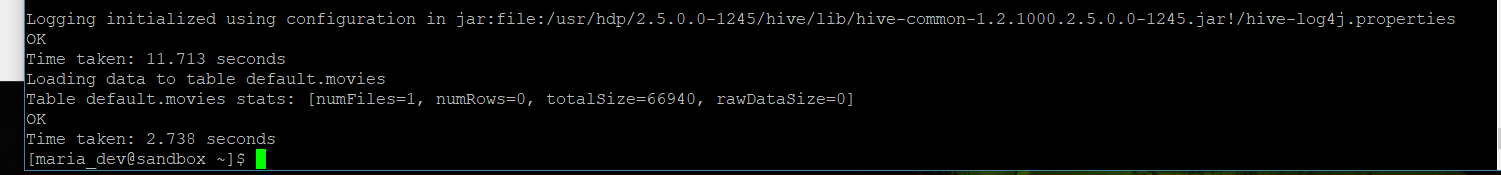 Logging initialized using configuration in jar:file:/usr/hdp/2.5.0.0-1245/hive/lib/hive-common-1.2.1000.2.5.0.0-1245.jar!/hive-log4j.properties
OK
Time taken: 11.713 seconds
Loading data to table default.movies
Table default.movies stats: [numFiles=1, numRows=0, totalSize=66940, rawDataSize=0]
OK
Time taken: 2.738 seconds
[maria_dev@sandbox ~]$